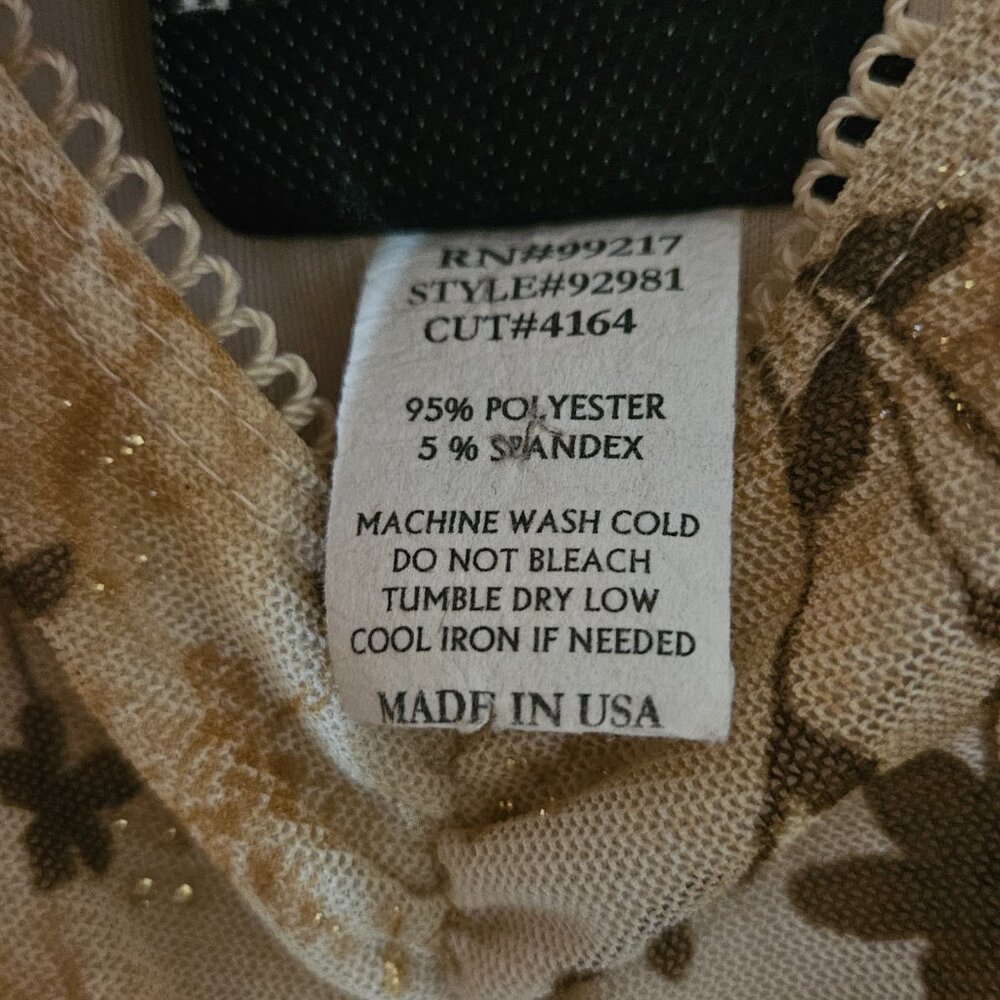 RN#99217
STYLE#92981
CUT#4164
95% POLYESTER
5 % SPANDEX
MACHINE WASH COLD
DO NOT BLEACH
TUMBLE DRY LOW
COOL IRON IF NEEDED
MADE IN USA